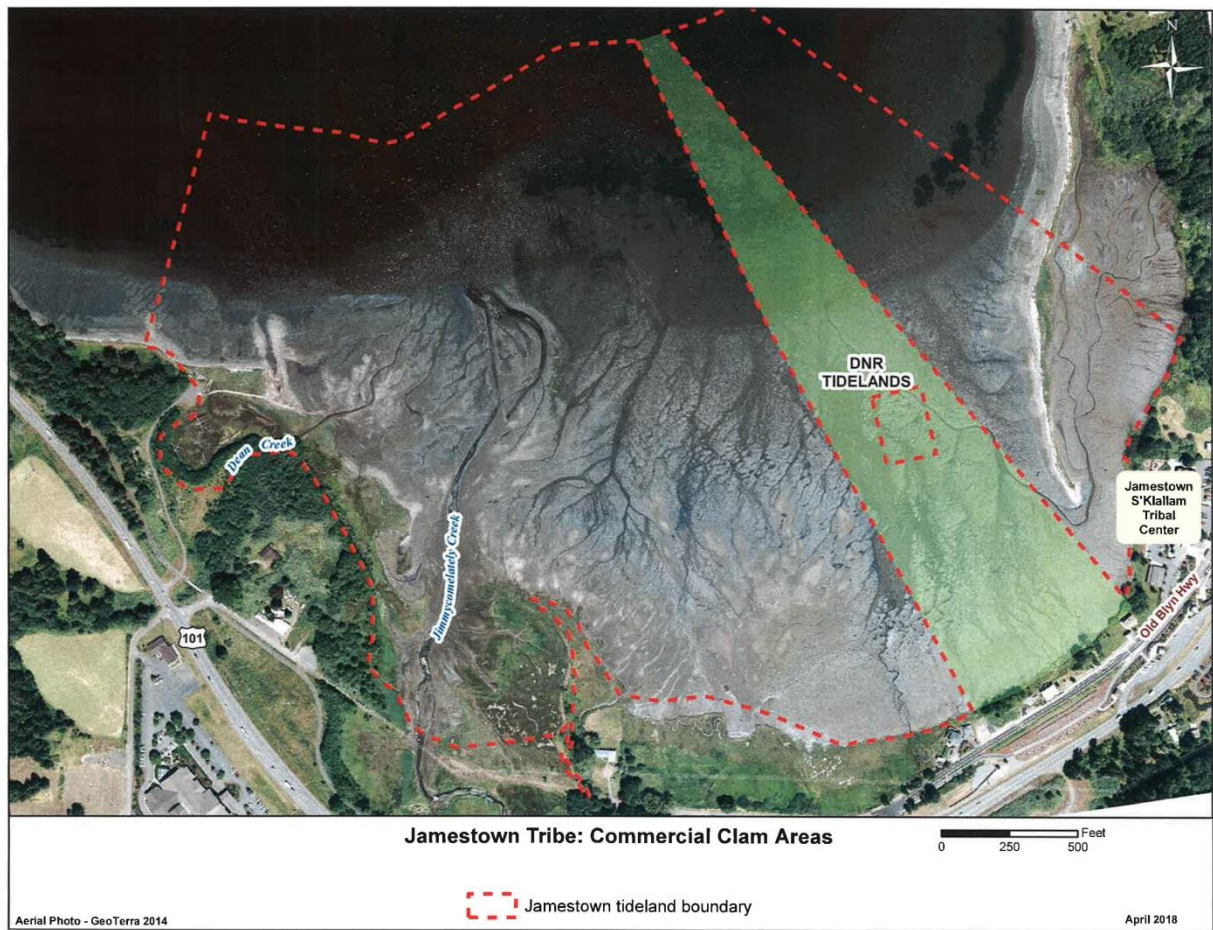 N
DNR
TIDELANDS
Dean Creek
Jimmycomelately Creek
Jamestown
S'Klallam
Tribal
Center
Old Blyn Hwy
101
Jamestown Tribe: Commercial Clam Areas
Feet
0 250 500
Jamestown tideland boundary
Aerial Photo - GeoTerra 2014
April 2018